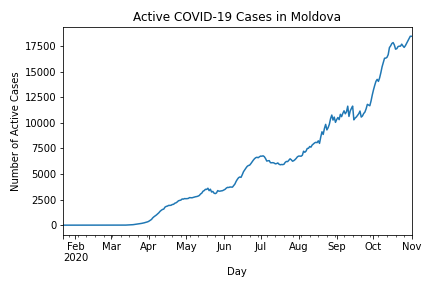 Active COVID-19 Cases in Moldova
Number of Active Cases
17500
15000
12500
10000
7500
5000
2500
0
Feb Mar Apr May Jun Jul Aug Sep Oct Nov
2020
Day